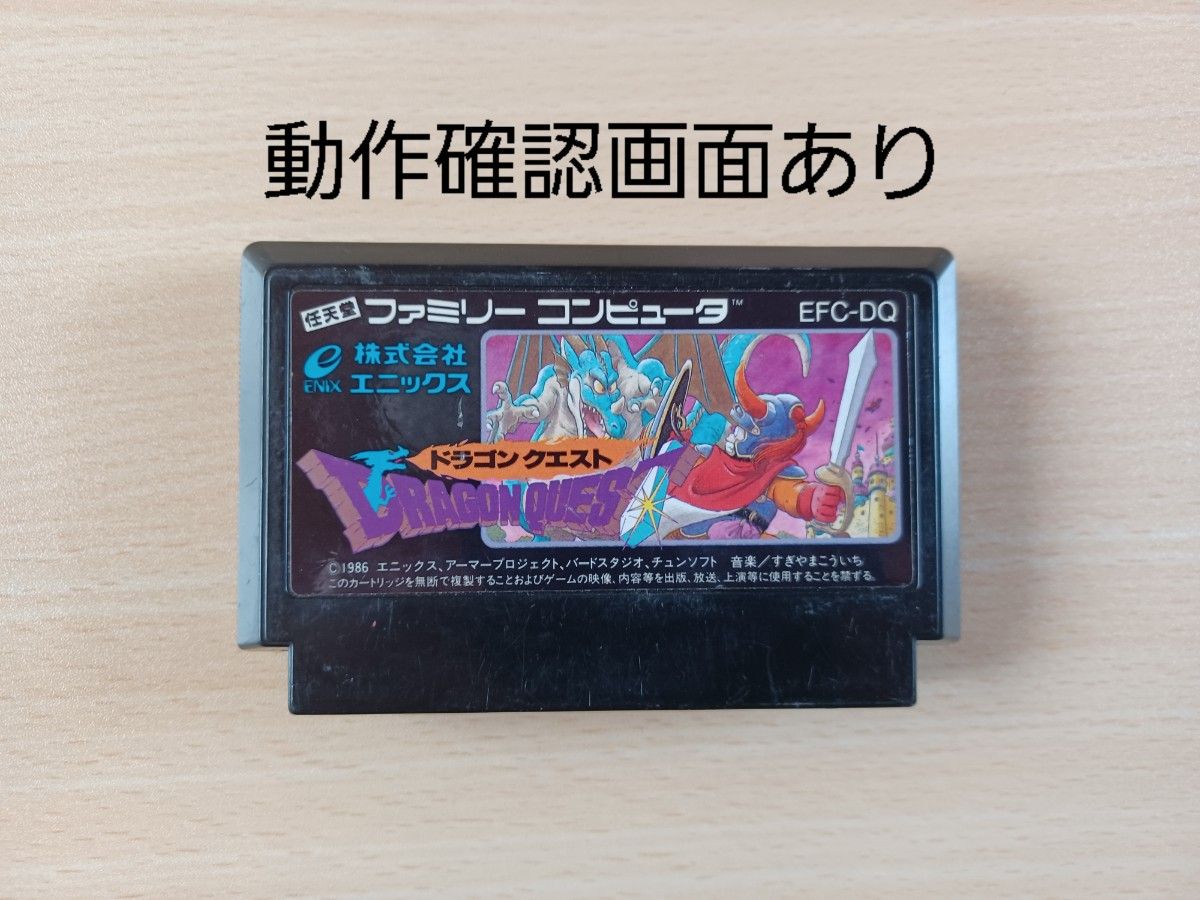 動作確認画面あり
任天堂 ファミリー コンピュータ™ EFC-DQ
e 株式会社
ENIX エニックス
ドラゴン クエスト
DRAGON QUEST
©1986 エニックス、アーマープロジェクト、バードスタジオ、チュンソフト 音楽/すぎやまこういち
このカートリッジを無断で複製することおよびゲームの映像、内容等を出版、放送、上演等に使用することを禁ずる。